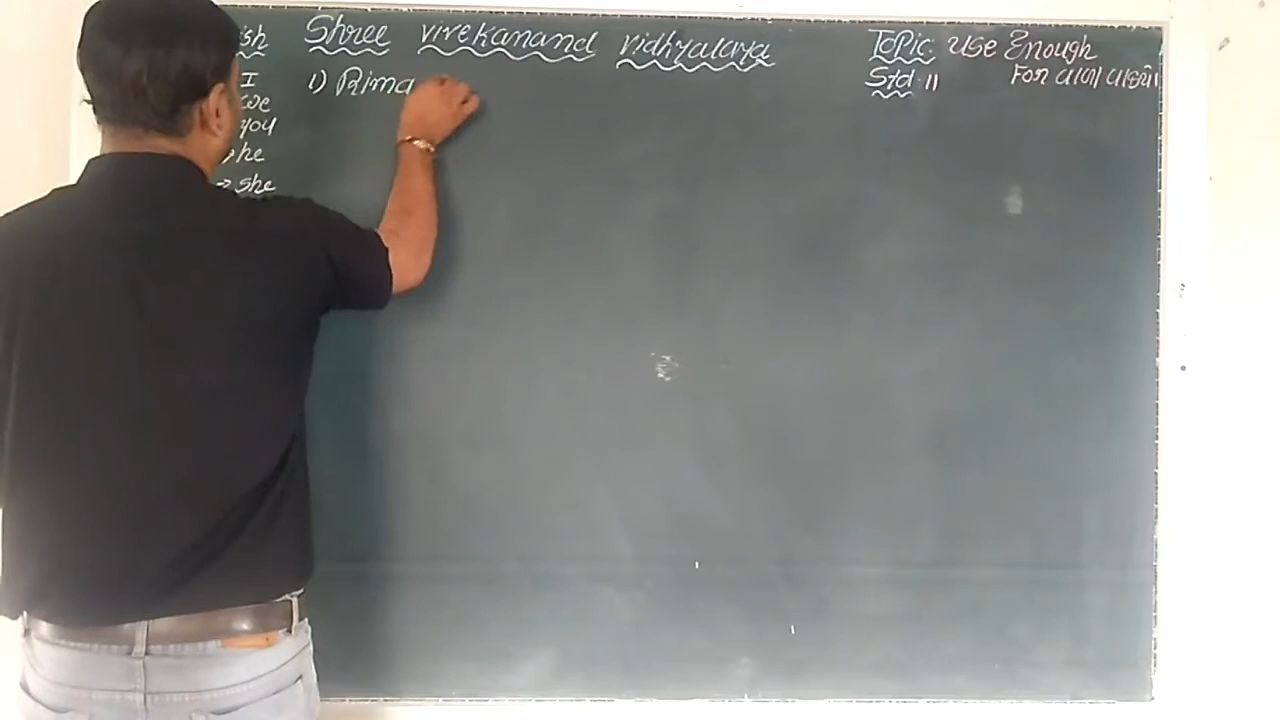 Shree vivekanand vidhyalaya
Topic: Use Enough
For વાળા વાક્યો
Std. 11
I
we
you
he
→ she
1) Rima